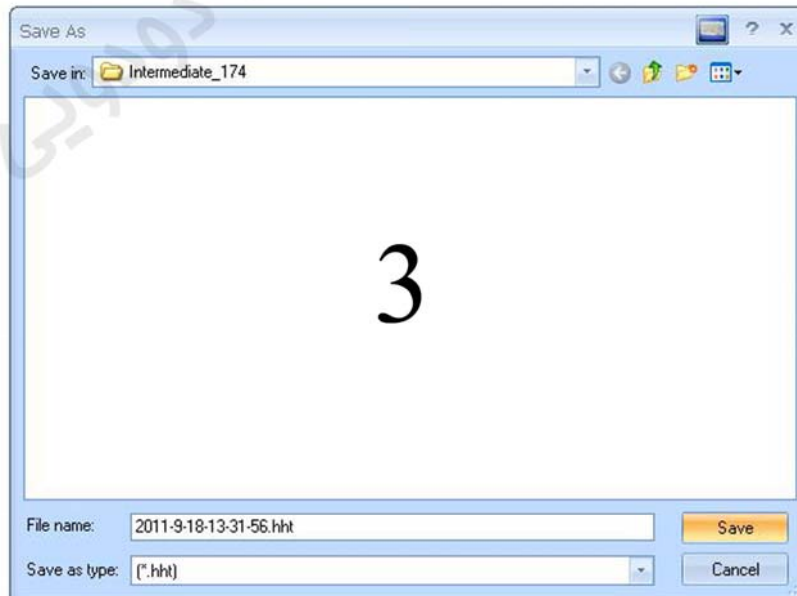 Save As
Save in: Intermediate_174
3
File name: 2011-9-18-13-31-56.hht Save
Save as type: (*.hht) Cancel